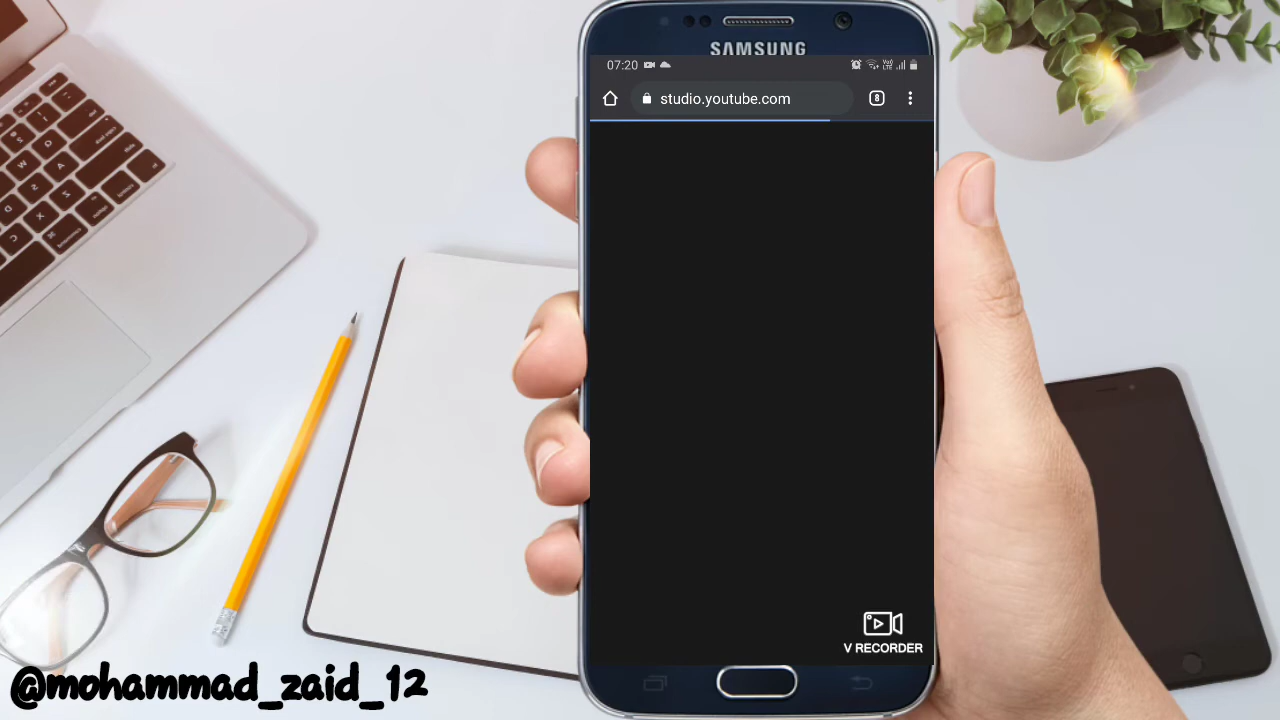 SAMSUNG
07:20
studio.youtube.com
8
V RECORDER
@mohammad_zaid_12